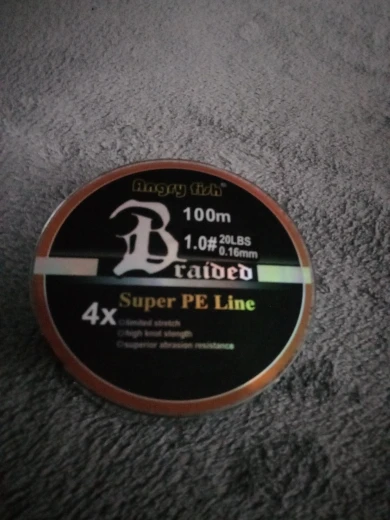 Angry fish®
100m
1.0# 20LBS
0.16mm
Braided
Super PE Line
4x
limited stretch
high knot strength
superior abrasion resistance